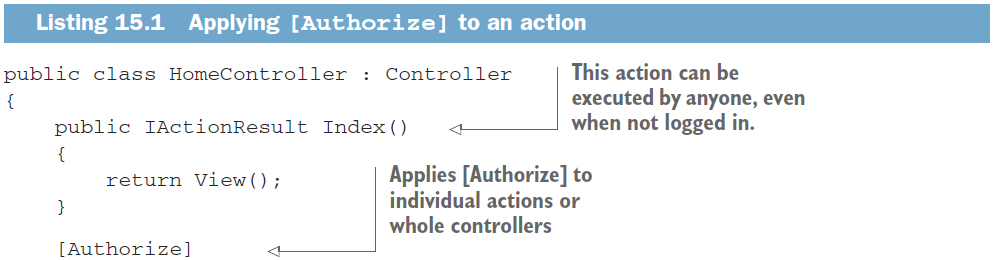 Listing 15.1 Applying [Authorize] to an action
public class HomeController : Controller
{
public IActionResult Index()
{
return View();
}
[Authorize]
This action can be
executed by anyone, even
when not logged in.
Applies [Authorize] to
individual actions or
whole controllers